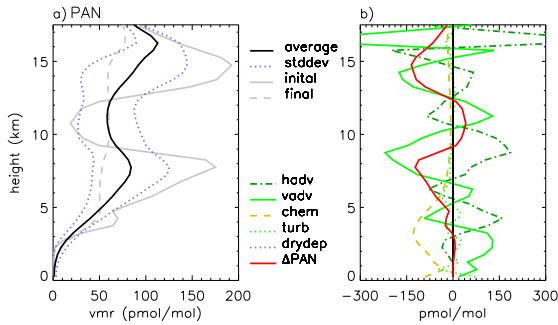 a) PAN
b)
15
10
5
0
height (km)
0 50 100 150 200
vmr (pmol/mol)
average
stddev
inital
final
hadv
vadv
chem
turb
drydep
ΔPAN
15
10
5
0
-300 -150 0 150 300
pmol/mol